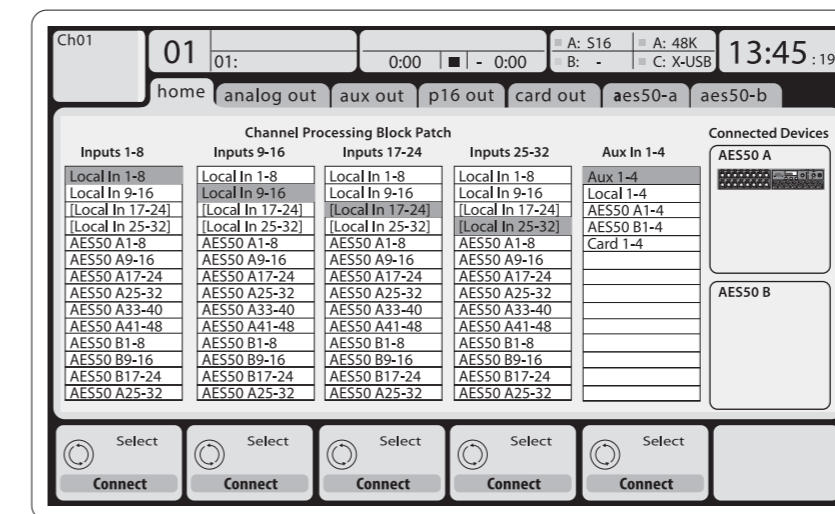 Ch01
01
01:
0:00 - 0:00
A: S16
A: 48K
B: -
C: X-USB
13:45:19
home analog out aux out p16 out card out aes50-a aes50-b
Channel Processing Block Patch
Connected Devices
Inputs 1-8 Inputs 9-16 Inputs 17-24 Inputs 25-32 Aux In 1-4
AES50 A
Local In 1-8 Local In 1-8 Local In 1-8 Local In 1-8 Aux 1-4
Local In 9-16 Local In 9-16 Local In 9-16 Local In 9-16 Local 1-4
[Local In 17-24] [Local In 17-24] [Local In 17-24] [Local In 17-24] AES50 A1-4
[Local In 25-32] [Local In 25-32] [Local In 25-32] [Local In 25-32] AES50 B1-4
AES50 A1-8 AES50 A1-8 AES50 A1-8 AES50 A1-8 Card 1-4
AES50 A9-16 AES50 A9-16 AES50 A9-16 AES50 A9-16
AES50 A17-24 AES50 A17-24 AES50 A17-24 AES50 A17-24
AES50 A25-32 AES50 A25-32 AES50 A25-32 AES50 A25-32
AES50 B
AES50 A33-40 AES50 A33-40 AES50 A33-40 AES50 A33-40
AES50 A41-48 AES50 A41-48 AES50 A41-48 AES50 A41-48
AES50 B1-8 AES50 B1-8 AES50 B1-8 AES50 B1-8
AES50 B9-16 AES50 B9-16 AES50 B9-16 AES50 B9-16
AES50 B17-24 AES50 B17-24 AES50 B17-24 AES50 B17-24
AES50 A25-32 AES50 A25-32 AES50 A25-32 AES50 A25-32
Select Select Select Select Select
Connect Connect Connect Connect Connect